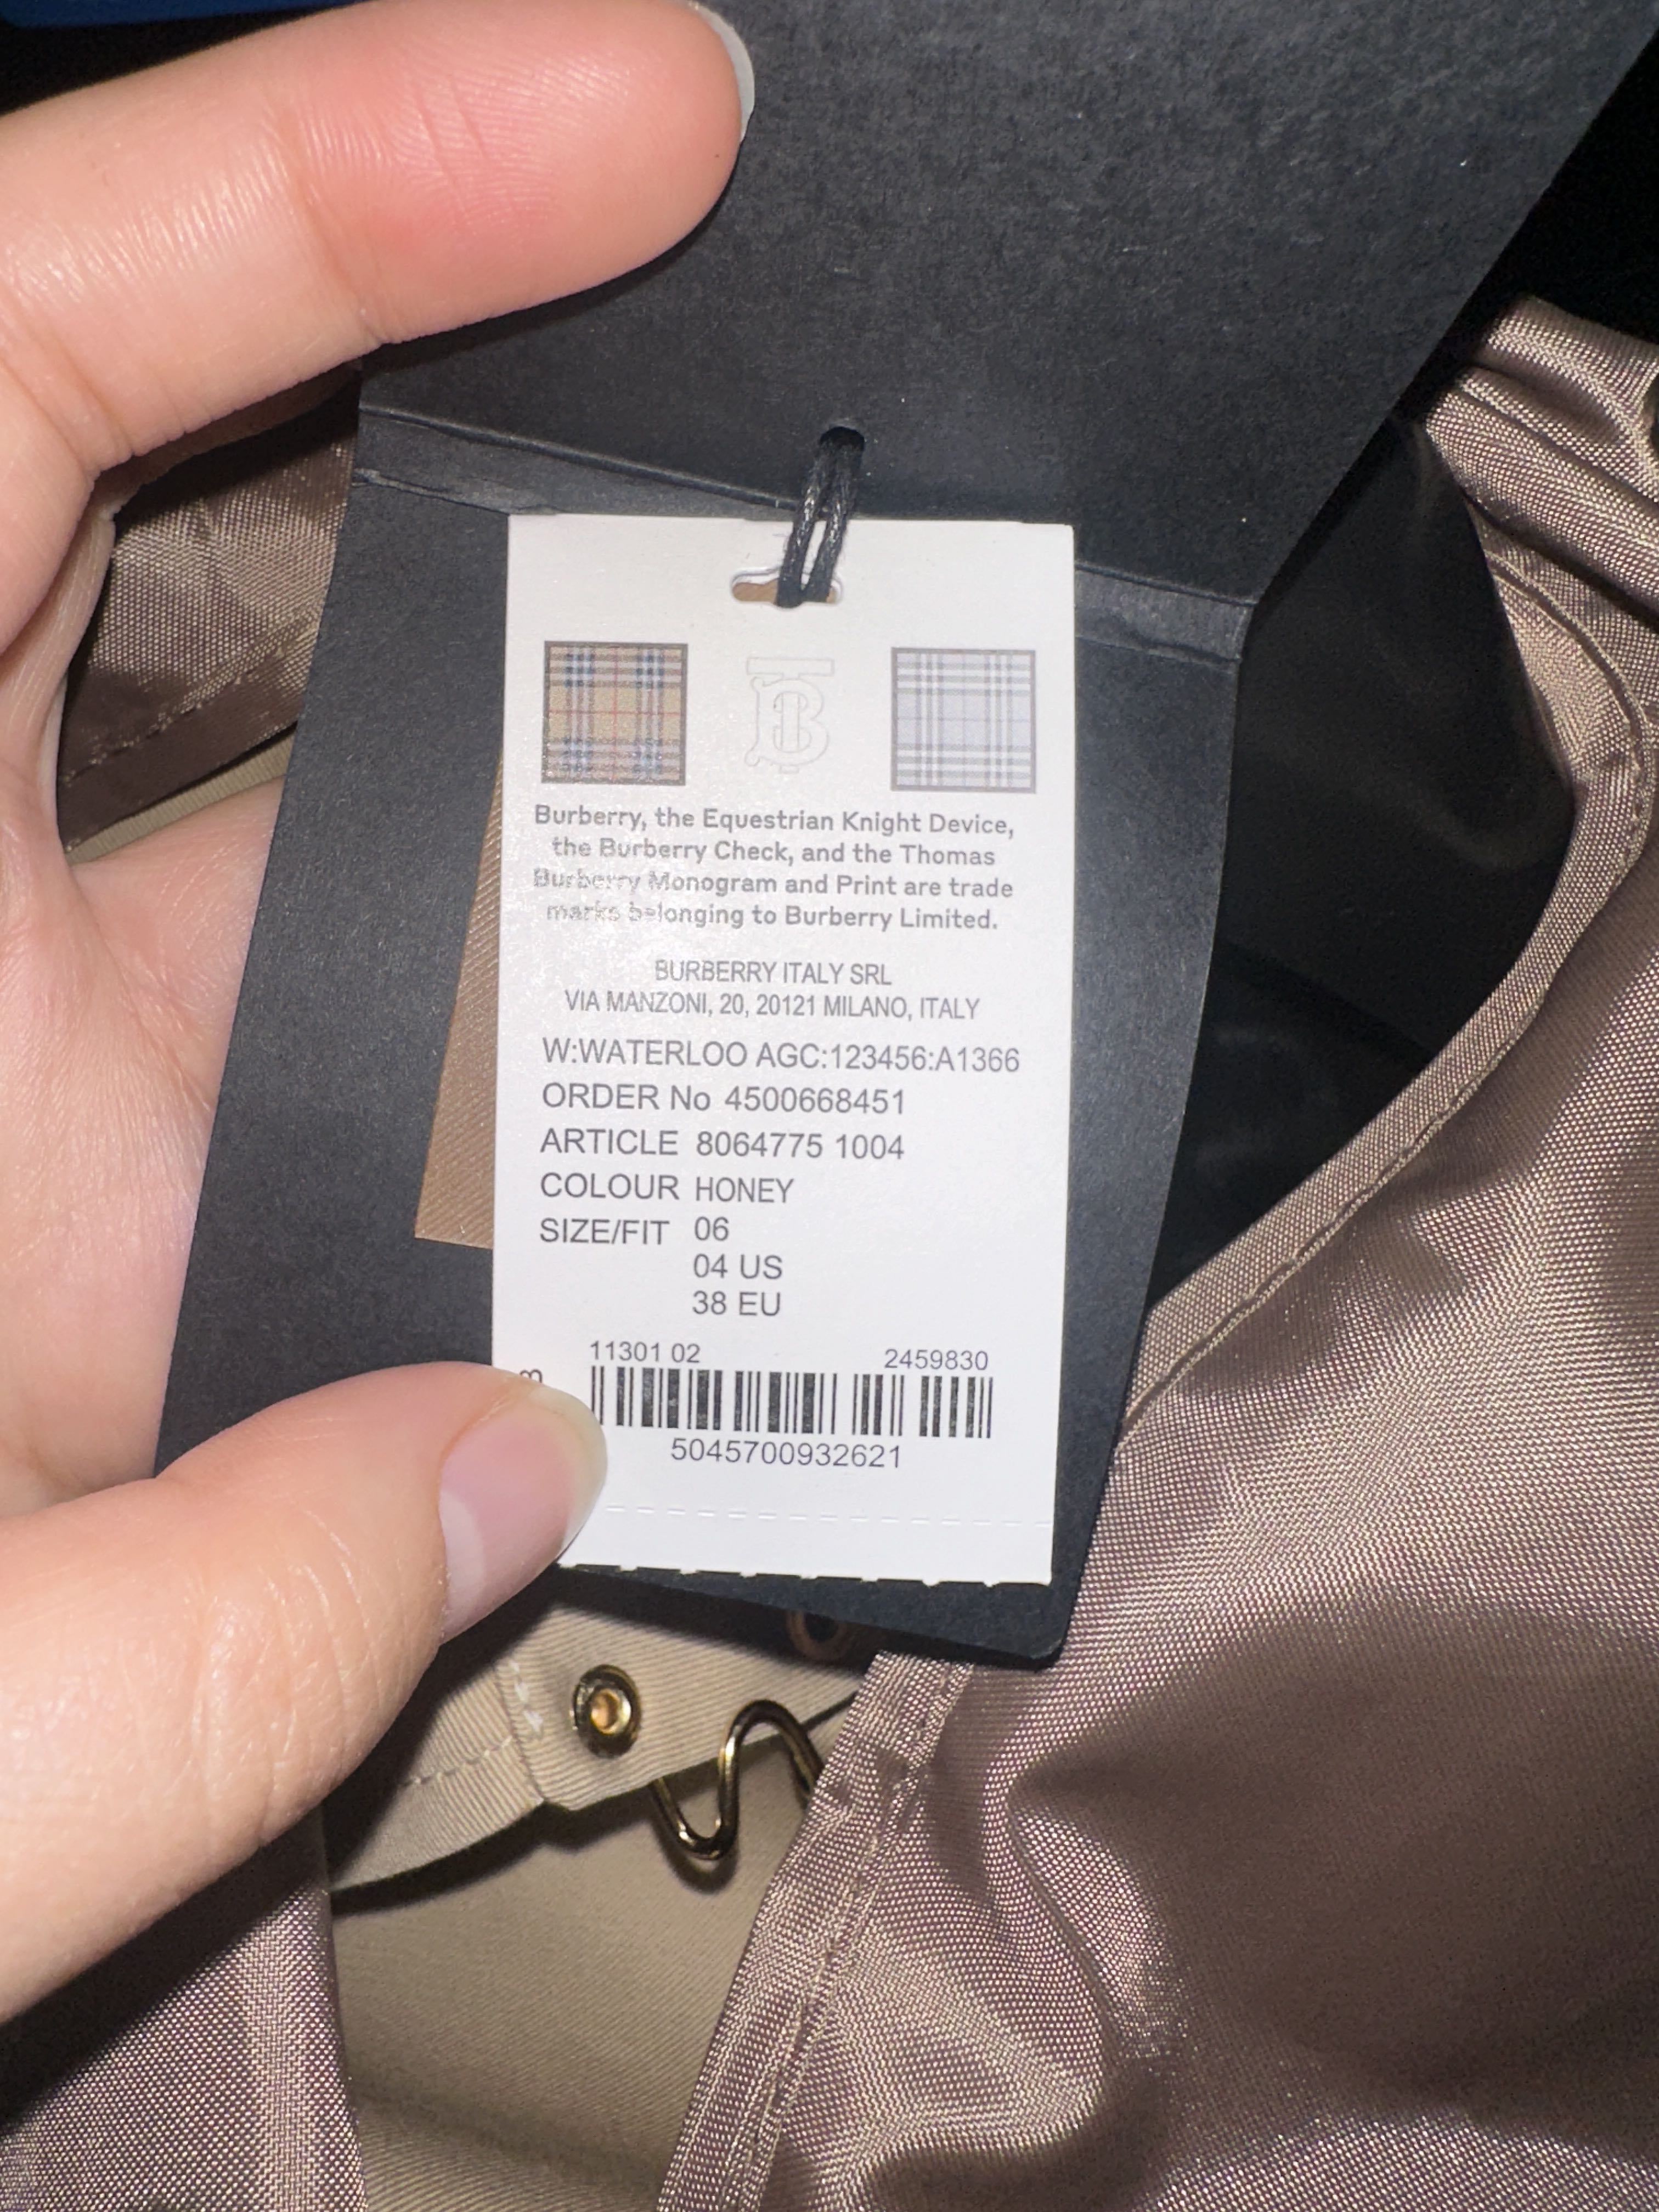 Burberry, the Equestrian Knight Device,
the Burberry Check, and the Thomas
Burberry Monogram and Print are trade
marks belonging to Burberry Limited.
BURBERRY ITALY SRL
VIA MANZONI, 20, 20121 MILANO, ITALY
W:WATERLOO AGC:123456:A1366
ORDER No 4500668451
ARTICLE 8064775 1004
COLOUR HONEY
SIZE/FIT 06
04 US
38 EU
11301 02 2459830
5045700932621